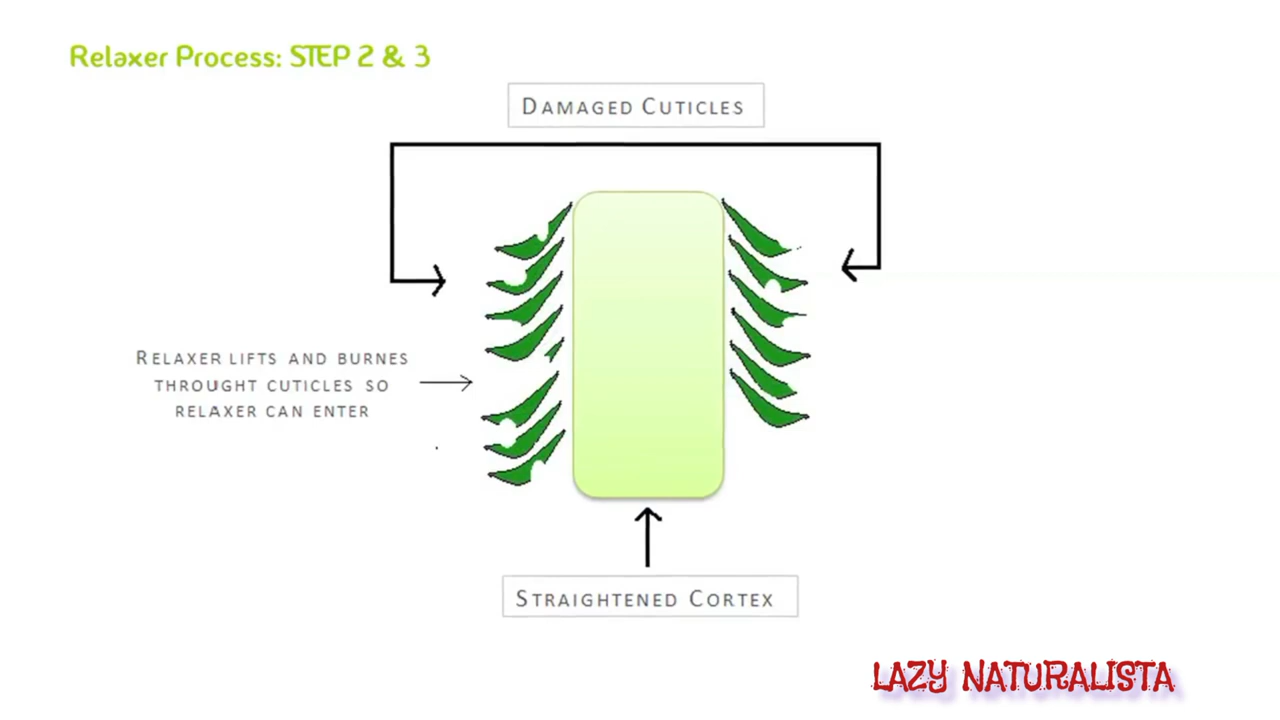 Relaxer Process: STEP 2 & 3
DAMAGED CUTICLES
RELAXER LIFTS AND BURNES
THROUGHT CUTICLES SO
RELAXER CAN ENTER
STRAIGHTENED CORTEX
LAZY NATURALISTA